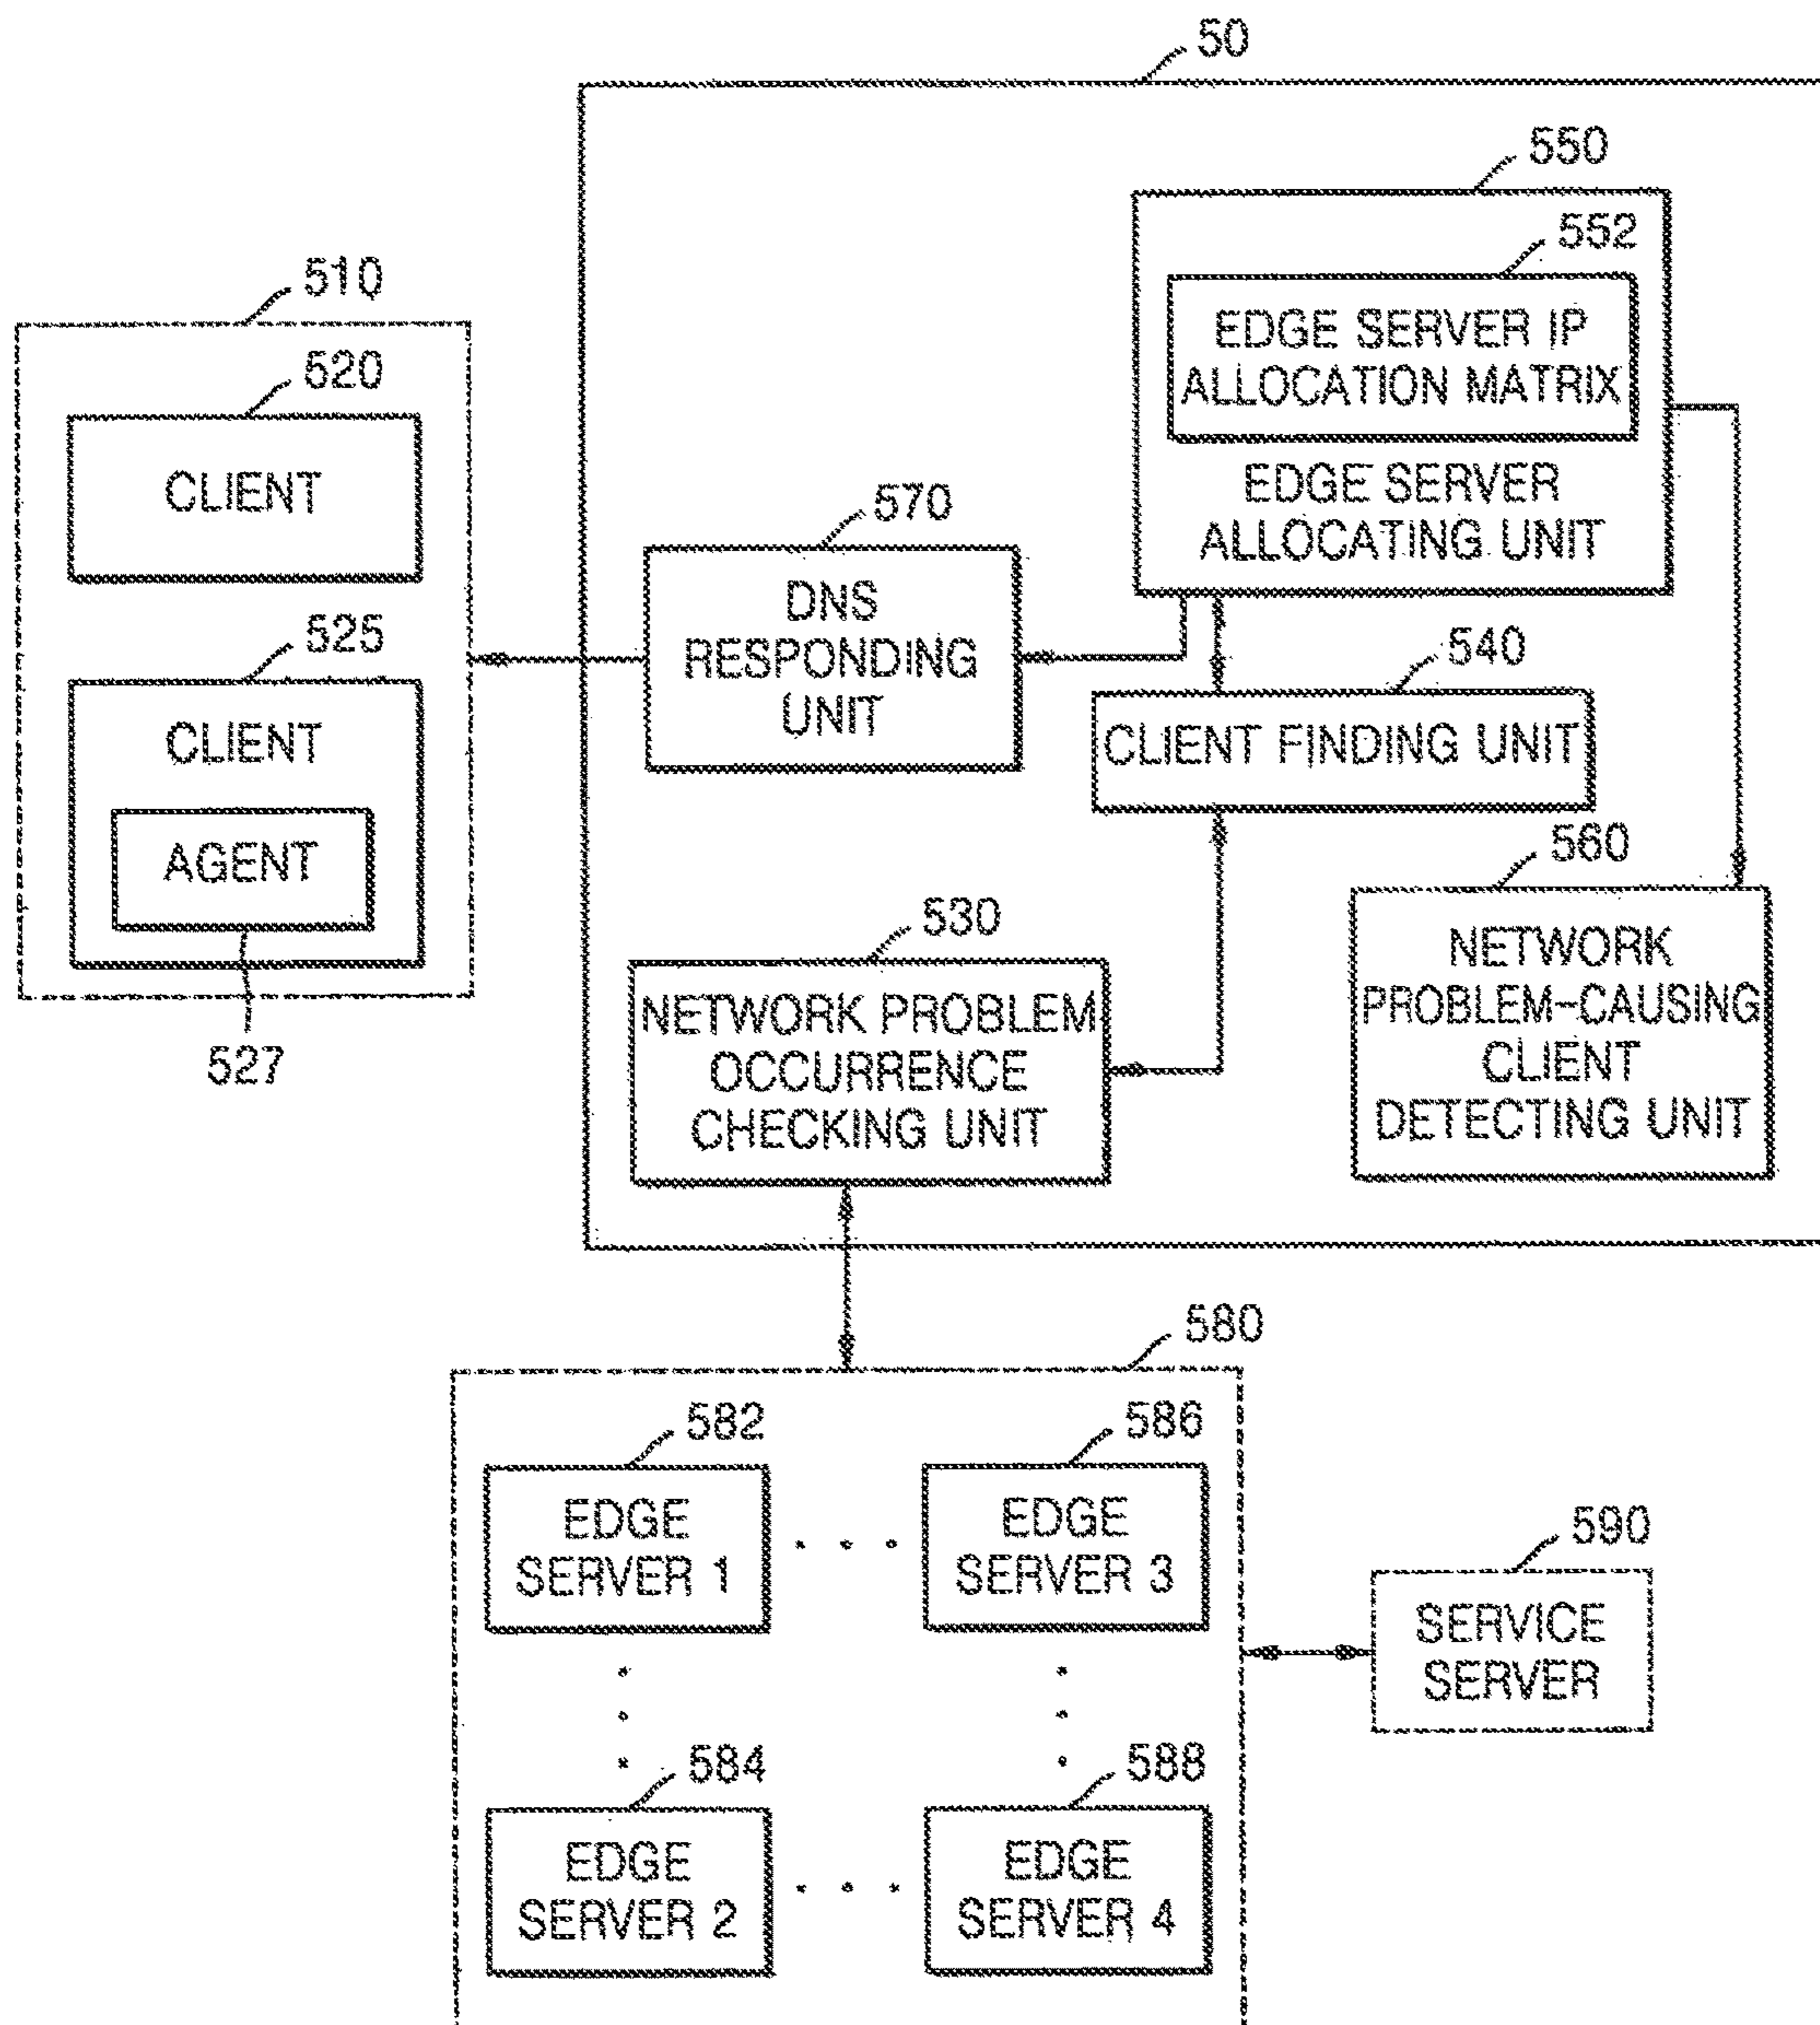 50
550
552
EDGE SERVER IP
ALLOCATION MATRIX
EDGE SERVER
ALLOCATING UNIT
510
520
CLIENT
525
CLIENT
AGENT
527
570
DNS
RESPONDING
UNIT
540
CLIENT FINDING UNIT
560
NETWORK
PROBLEM-CAUSING
CLIENT
DETECTING UNIT
530
NETWORK PROBLEM
OCCURRENCE
CHECKING UNIT
580
582
EDGE
SERVER 1
586
EDGE
SERVER 3
584
EDGE
SERVER 2
588
EDGE
SERVER 4
590
SERVICE
SERVER